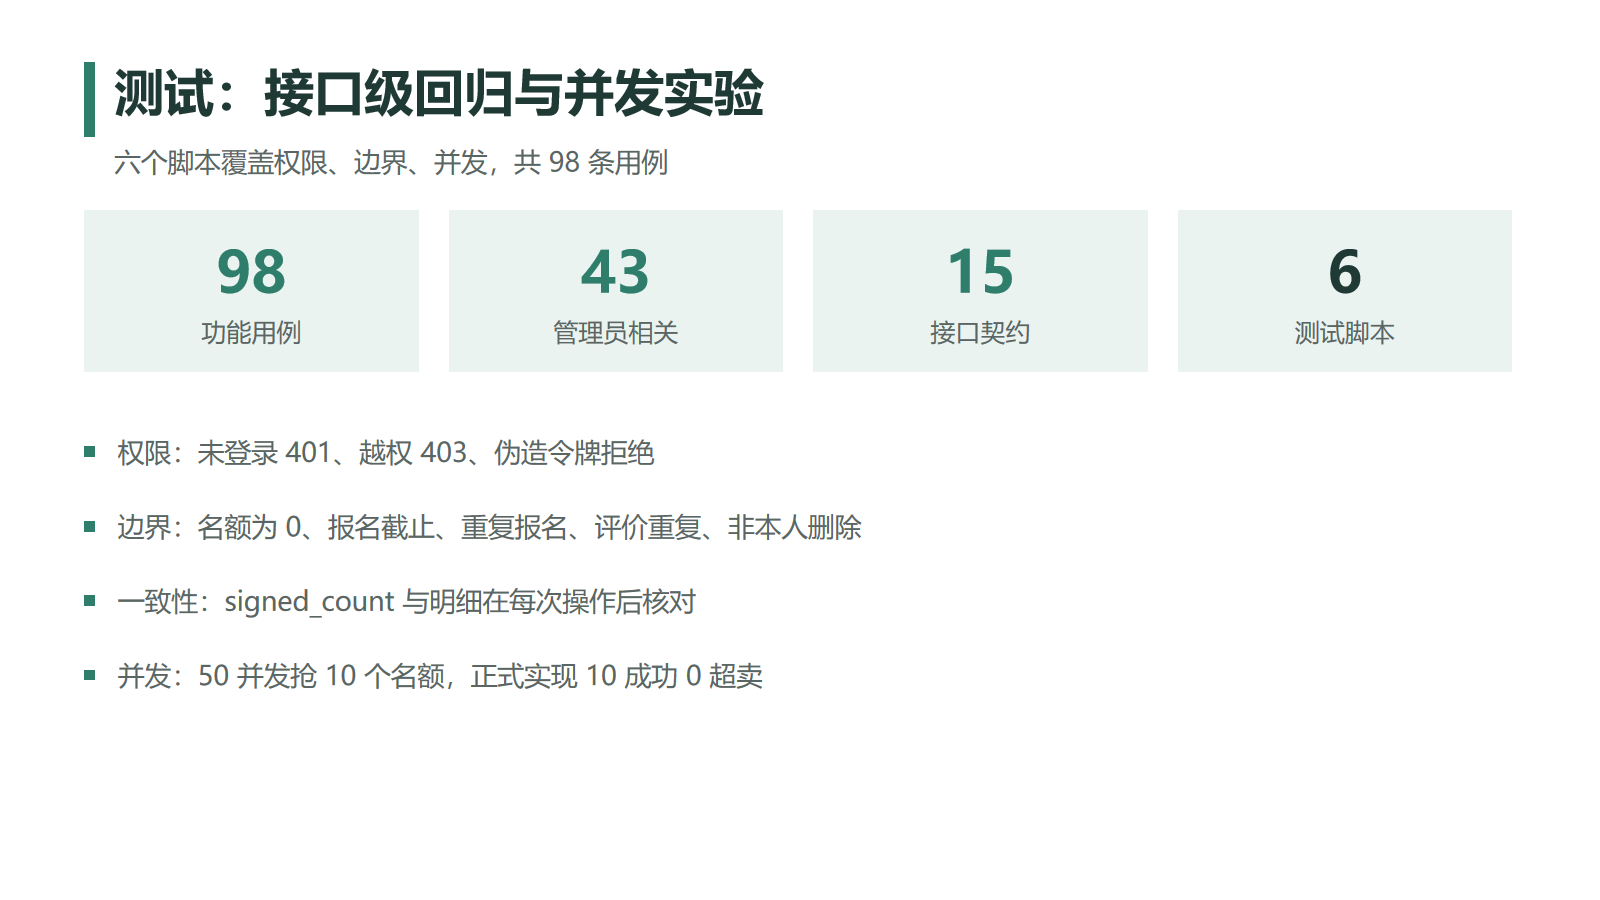 测试：接口级回归与并发实验
六个脚本覆盖权限、边界、并发，共 98 条用例
98
功能用例
43
管理员相关
15
接口契约
6
测试脚本
权限：未登录 401、越权 403、伪造令牌拒绝
边界：名额为 0、报名截止、重复报名、评价重复、非本人删除
一致性：signed_count 与明细在每次操作后核对
并发：50 并发抢 10 个名额，正式实现 10 成功 0 超卖